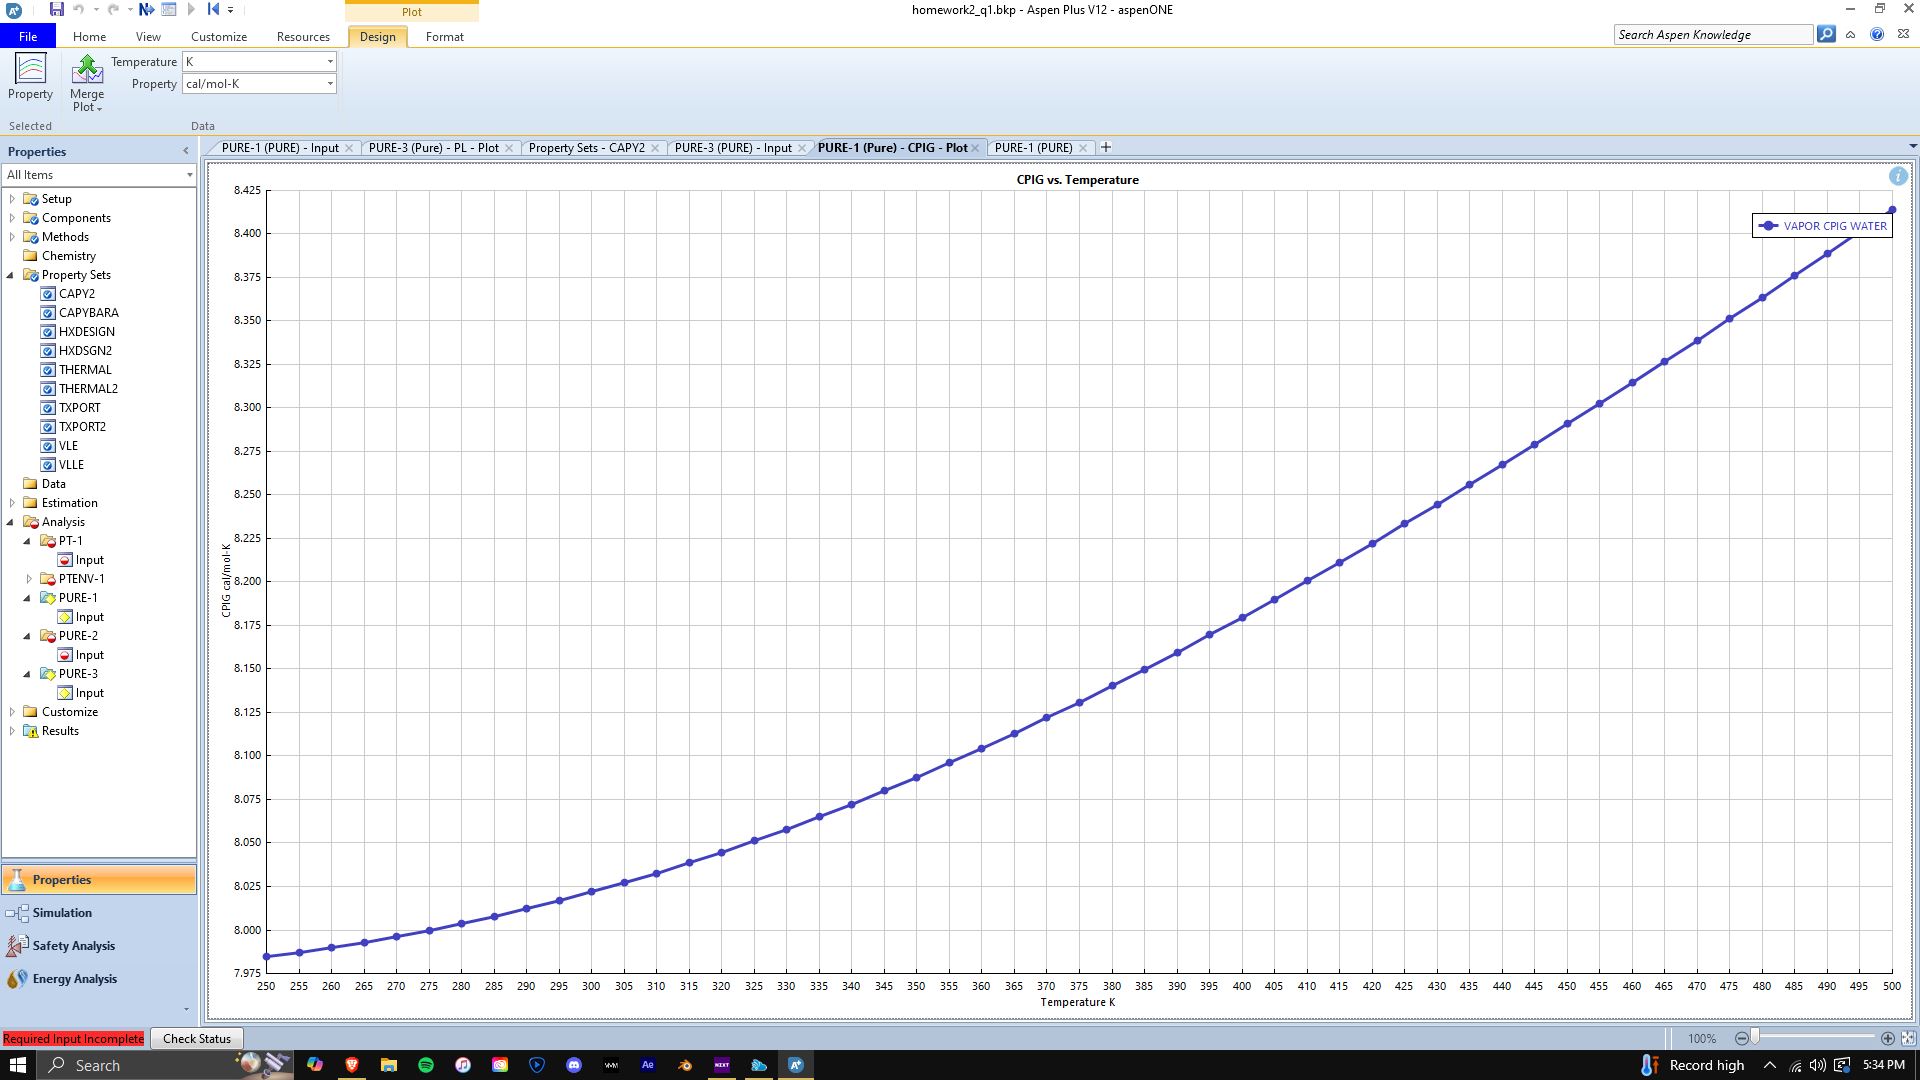 homework2_q1.bkp - Aspen Plus V12 - aspenONE
Plot
File Home View Customize Resources Design Format
Search Aspen Knowledge
Property
Selected
Merge
Plot
Temperature K
Property cal/mol-K
Data
Properties
All Items
Setup
Components
Methods
Chemistry
Property Sets
CAPY2
CAPYBARA
HXDESIGN
HXDSGN2
THERMAL
THERMAL2
TXPORT
TXPORT2
VLE
VLLE
Data
Estimation
Analysis
PT-1
Input
PTENV-1
PURE-1
Input
PURE-2
Input
PURE-3
Input
Customize
Results
Properties
Simulation
Safety Analysis
Energy Analysis
PURE-1 (PURE) - Input PURE-3 (Pure) - PL - Plot Property Sets - CAPY2 PURE-3 (PURE) - Input PURE-1 (Pure) - CPIG - Plot PURE-1 (PURE)
CPIG vs. Temperature
VAPOR CPIG WATER
CPIG cal/mol-K
8.425
8.400
8.375
8.350
8.325
8.300
8.275
8.250
8.225
8.200
8.175
8.150
8.125
8.100
8.075
8.050
8.025
8.000
7.975
250 255 260 265 270 275 280 285 290 295 300 305 310 315 320 325 330 335 340 345 350 355 360 365 370 375 380 385 390 395 400 405 410 415 420 425 430 435 440 445 450 455 460 465 470 475 480 485 490 495 500
Temperature K
Required Input Incomplete Check Status
100%
Search
Ae
Record high
5:34 PM